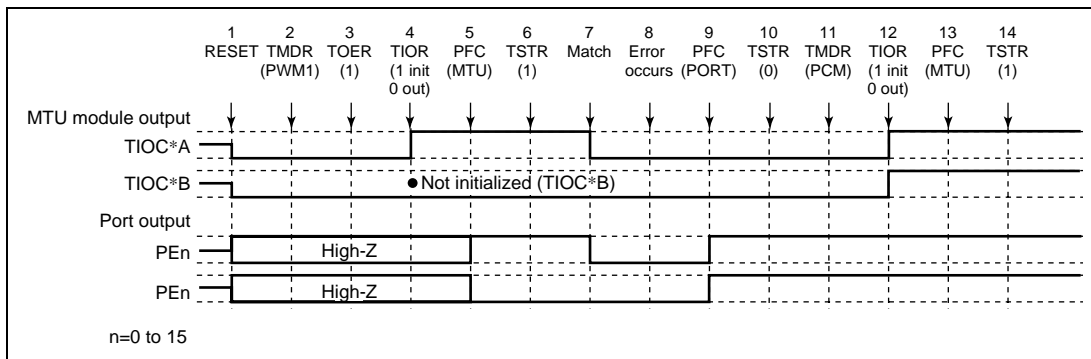 1 2 3 4 5 6 7 8 9 10 11 12 13 14
RESET TMDR TOER TIOR PFC TSTR Match Error PFC TSTR TMDR TIOR PFC TSTR
(PWM1) (1) (1 init (MTU) (1) occurs (PORT) (0) (PCM) (1 init (MTU) (1)
0 out) 0 out)
MTU module output
TIOC*A
TIOC*B
● Not initialized (TIOC*B)
Port output
PEn
High-Z
PEn
High-Z
n=0 to 15